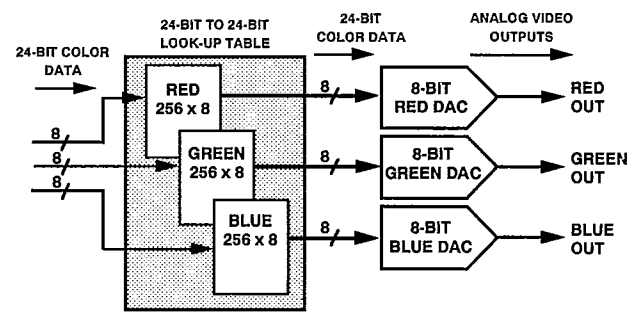 24-BIT COLOR
DATA
24-BIT TO 24-BIT
LOOK-UP TABLE
24-BIT
COLOR DATA
ANALOG VIDEO
OUTPUTS
8
8
8
RED
256 x 8
GREEN
256 x 8
BLUE
256 x 8
8
8
8
8-BIT
RED DAC
8-BIT
GREEN DAC
8-BIT
BLUE DAC
RED
OUT
GREEN
OUT
BLUE
OUT